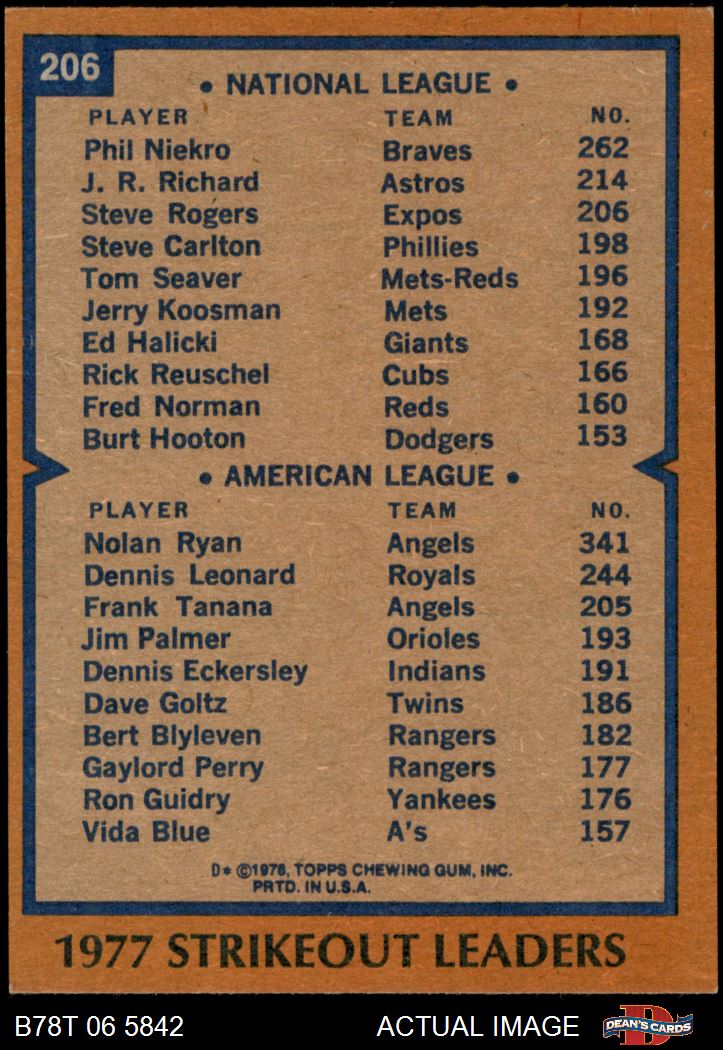 206
• NATIONAL LEAGUE •
PLAYER TEAM NO.
Phil Niekro Braves 262
J. R. Richard Astros 214
Steve Rogers Expos 206
Steve Carlton Phillies 198
Tom Seaver Mets-Reds 196
Jerry Koosman Mets 192
Ed Halicki Giants 168
Rick Reuschel Cubs 166
Fred Norman Reds 160
Burt Hooton Dodgers 153
• AMERICAN LEAGUE •
PLAYER TEAM NO.
Nolan Ryan Angels 341
Dennis Leonard Royals 244
Frank Tanana Angels 205
Jim Palmer Orioles 193
Dennis Eckersley Indians 191
Dave Goltz Twins 186
Bert Blyleven Rangers 182
Gaylord Perry Rangers 177
Ron Guidry Yankees 176
Vida Blue A's 157
D* ©1978, TOPPS CHEWING GUM, INC.
PRTD. IN U.S.A.
1977 STRIKEOUT LEADERS
B78T 06 5842 ACTUAL IMAGE D DEAN'S CARDS